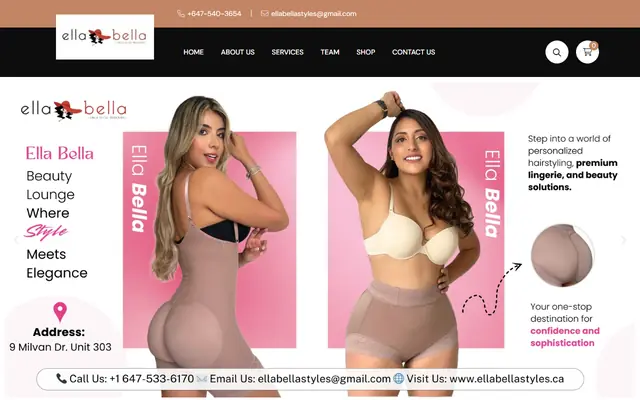 +647-540-3654 | ellabellastyles@gmail.com
ella bella
HOME ABOUT US SERVICES TEAM SHOP CONTACT US
0
ella bella
Ella Bella
Beauty
Lounge
Where
Style
Meets
Elegance
Address:
9 Milvan Dr. Unit 303
Ella
Bella
Ella
Bella
Step into a world of
personalized
hairstyling, premium
lingerie, and beauty
solutions.
Your one-stop
destination for
confidence and
sophistication
Call Us: +1 647-533-6170 Email Us: ellabellastyles@gmail.com Visit Us: www.ellabellastyles.ca